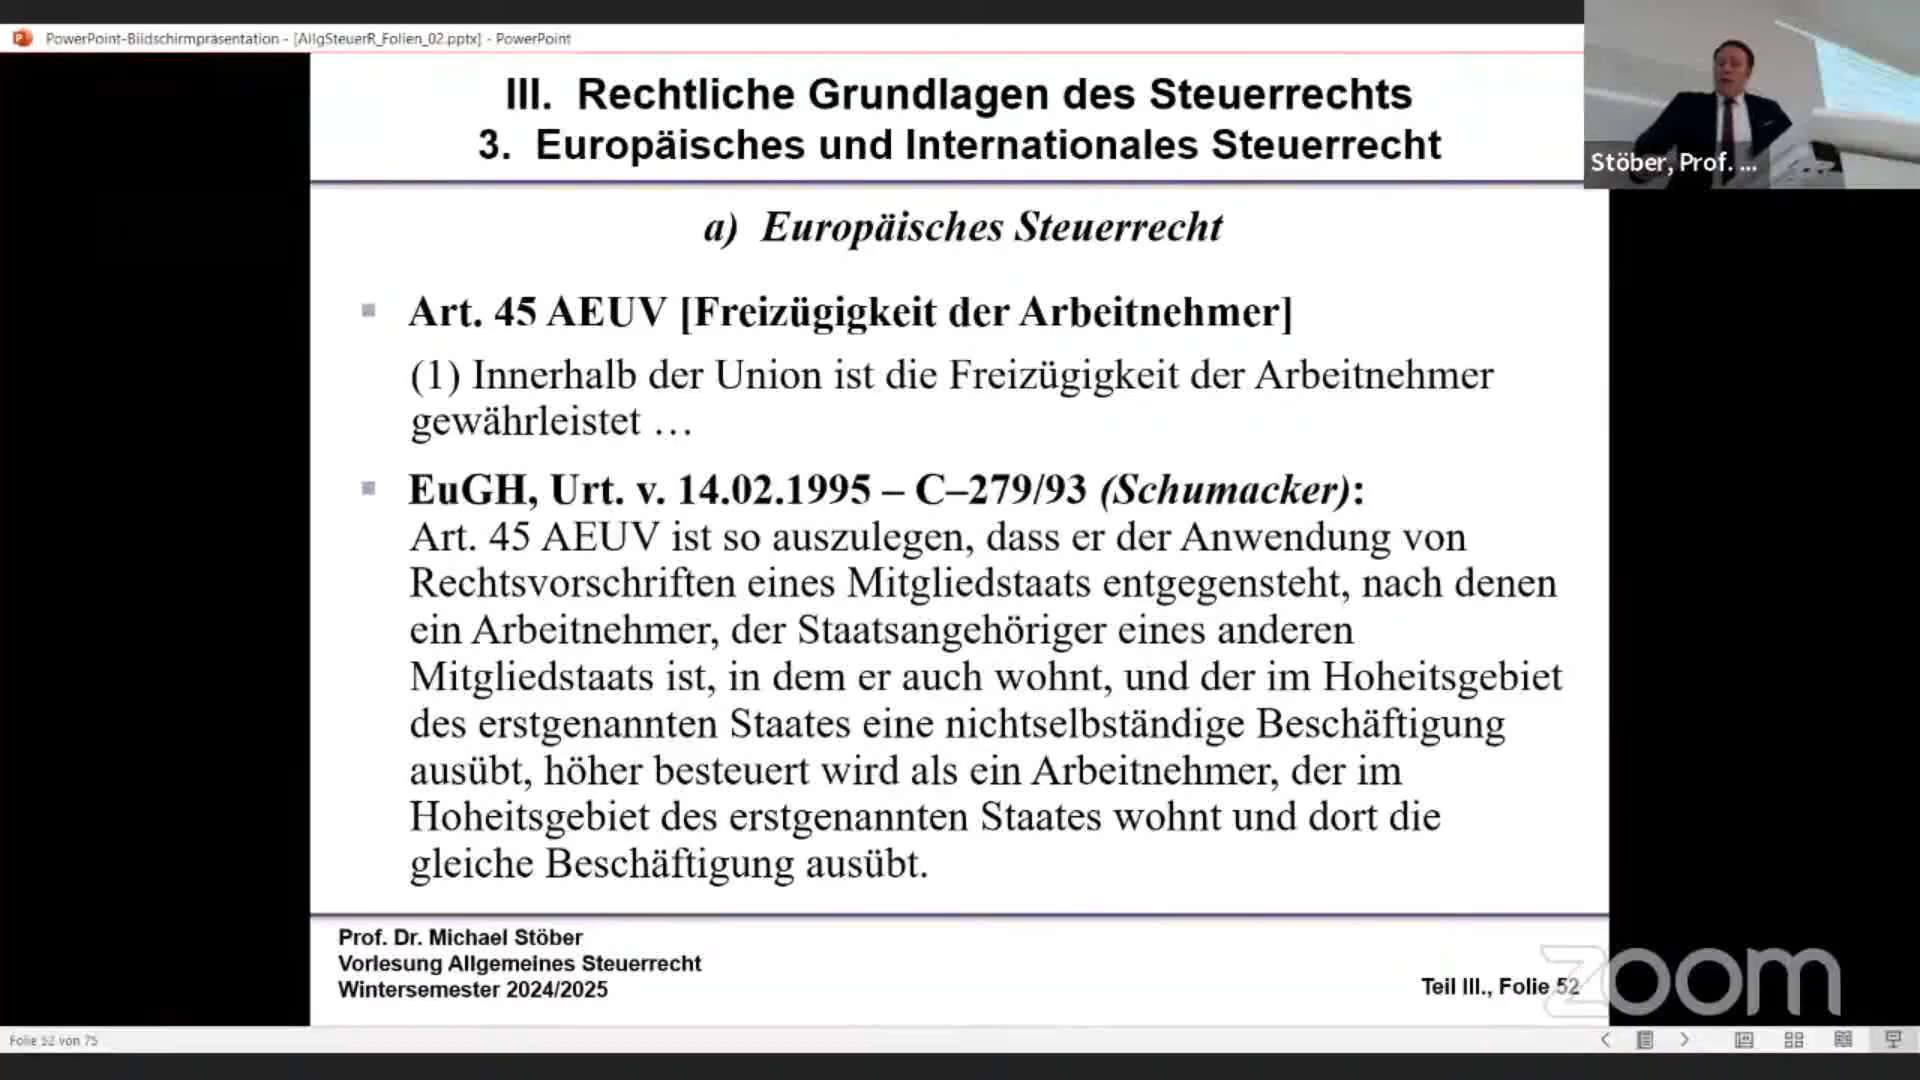 PowerPoint-Bildschirmpräsentation - [AllgSteuerR_Folien_02.pptx] - PowerPoint
III. Rechtliche Grundlagen des Steuerrechts
3. Europäisches und Internationales Steuerrecht
Stöber, Prof. ...
a) Europäisches Steuerrecht
Art. 45 AEUV [Freizügigkeit der Arbeitnehmer]
(1) Innerhalb der Union ist die Freizügigkeit der Arbeitnehmer
gewährleistet …
EuGH, Urt. v. 14.02.1995 – C–279/93 (Schumacker):
Art. 45 AEUV ist so auszulegen, dass er der Anwendung von
Rechtsvorschriften eines Mitgliedstaats entgegensteht, nach denen
ein Arbeitnehmer, der Staatsangehöriger eines anderen
Mitgliedstaats ist, in dem er auch wohnt, und der im Hoheitsgebiet
des erstgenannten Staates eine nichtselbständige Beschäftigung
ausübt, höher besteuert wird als ein Arbeitnehmer, der im
Hoheitsgebiet des erstgenannten Staates wohnt und dort die
gleiche Beschäftigung ausübt.
Prof. Dr. Michael Stöber
Vorlesung Allgemeines Steuerrecht
Wintersemester 2024/2025
Teil III., Folie 52
zoom
Folie 52 von 75